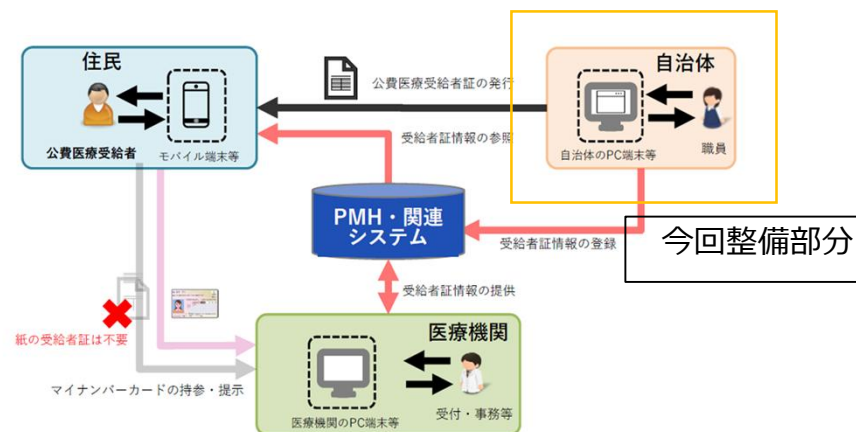 住民
公費医療受給者
モバイル端末等
公費医療受給者証の発行
受給者証情報の参照
自治体
自治体のPC端末等
職員
PMH・関連
システム
受給者証情報の登録
今回整備部分
受給者証情報の提供
紙の受給者証は不要
マイナンバーカードの持参・提示
医療機関
医療機関のPC端末等
受付・事務等